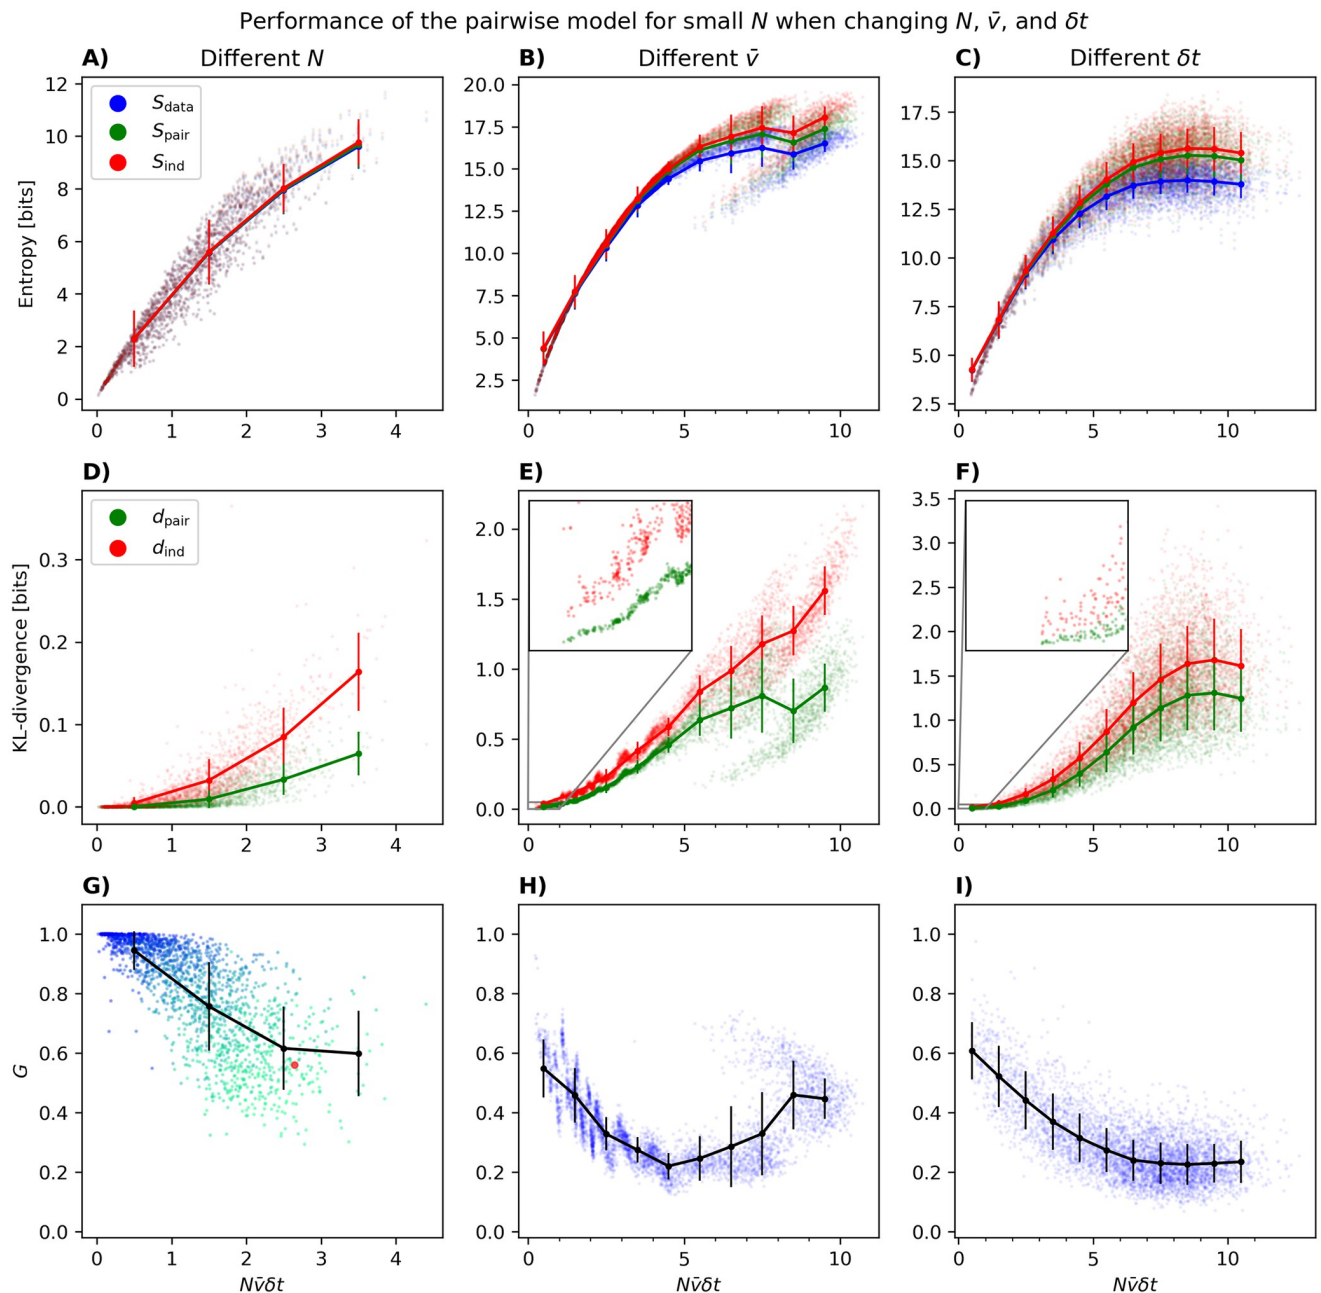 Performance of the pairwise model for small N when changing N, v̄, and δt
A) Different N
B) Different v̄
C) Different δt
Entropy [bits]
12
10
8
6
4
2
0
S_data
S_pair
S_ind
0 1 2 3 4
20.0
17.5
15.0
12.5
10.0
7.5
5.0
2.5
0 5 10
17.5
15.0
12.5
10.0
7.5
5.0
2.5
0 5 10
D)
E)
F)
KL-divergence [bits]
0.3
0.2
0.1
0.0
d_pair
d_ind
0 1 2 3 4
2.0
1.5
1.0
0.5
0.0
0 5 10
3.5
3.0
2.5
2.0
1.5
1.0
0.5
0.0
0 5 10
G)
H)
I)
G
1.0
0.8
0.6
0.4
0.2
0.0
0 1 2 3 4
Nv̄δt
1.0
0.8
0.6
0.4
0.2
0.0
0 5 10
Nv̄δt
1.0
0.8
0.6
0.4
0.2
0.0
0 5 10
Nv̄δt